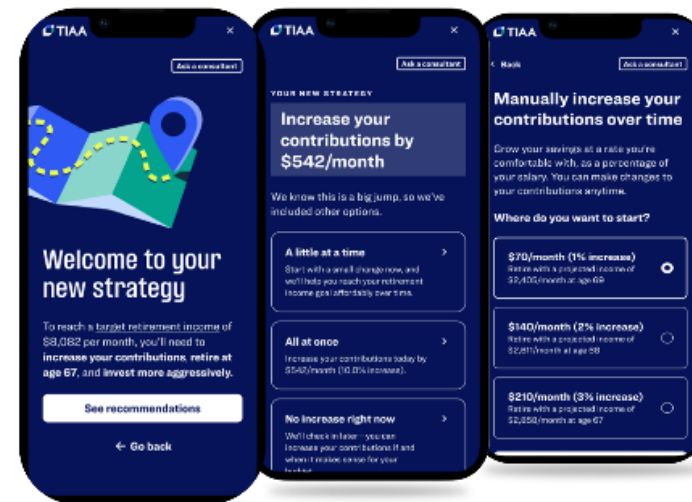 TIAA
×
Ask a consultant
Welcome to your
new strategy
To reach a target retirement income of
$8,082 per month, you'll need to
increase your contributions, retire at
age 67, and invest more aggressively.
See recommendations
← Go back
TIAA
×
Ask a consultant
YOUR NEW STRATEGY
Increase your
contributions by
$542/month
We know this is a big jump, so we've
included other options.
A little at a time
Start with a small change now, and
we'll help you reach your retirement
income goal affordably over time.
All at once
Increase your contributions today by
$542/month (10.0% increase).
No increase right now
We'll check in later—you can
increase your contributions if and
when it makes sense for your
TIAA
×
Back
Ask a consultant
Manually increase your
contributions over time
Grow your savings at a rate you're
comfortable with, as a percentage of
your salary. You can make changes to
your contributions anytime.
Where do you want to start?
$70/month (1% increase)
Retire with a projected income of
$2,405/month at age 69
$140/month (2% increase)
Retire with a projected income of
$2,611/month at age 68
$210/month (3% increase)
Retire with a projected income of
$2,858/month at age 67